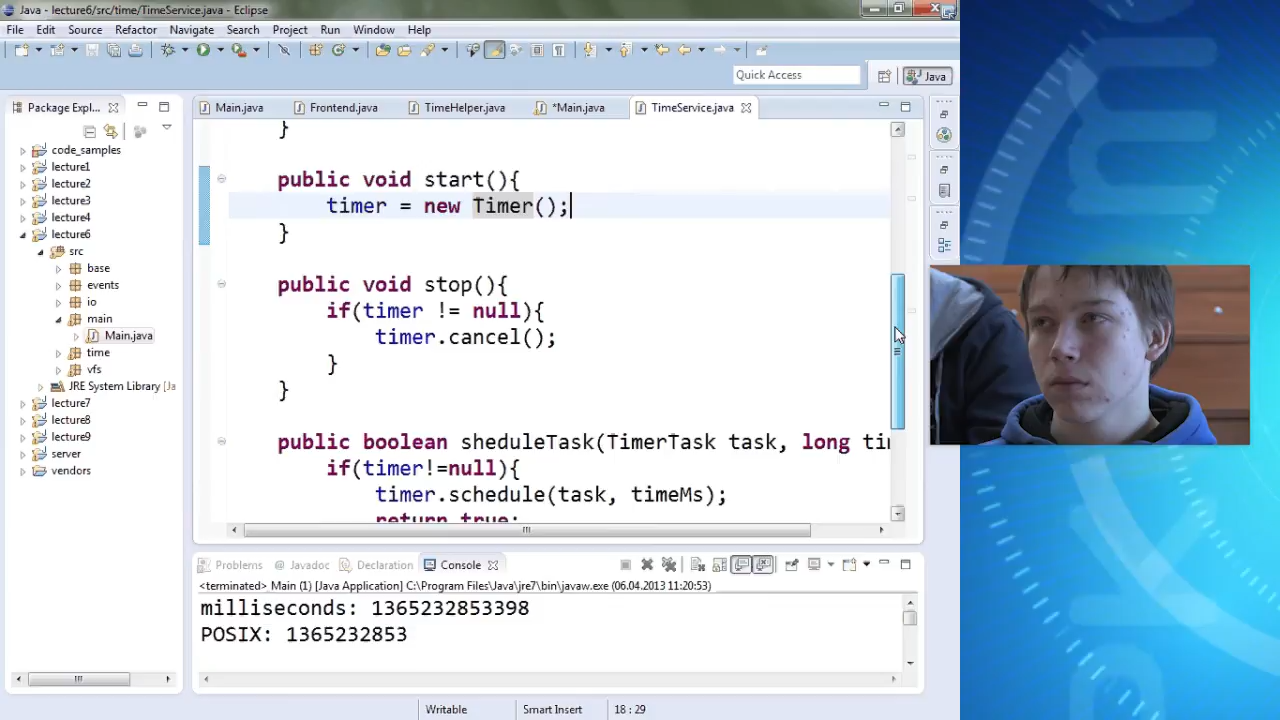 Java - lecture6/src/time/TimeService.java - Eclipse
File Edit Source Refactor Navigate Search Project Run Window Help
Quick Access
Java
Package Expl...
Main.java
Frontend.java
TimeHelper.java
*Main.java
TimeService.java
code_samples
lecture1
lecture2
lecture3
lecture4
lecture6
src
base
events
io
main
Main.java
time
vfs
JRE System Library [Ja
lecture7
lecture8
lecture9
server
vendors
}
public void start(){
timer = new Timer();
}
public void stop(){
if(timer != null){
timer.cancel();
}
}
public boolean sheduleTask(TimerTask task, long tim
if(timer!=null){
timer.schedule(task, timeMs);
return true;
Problems
Javadoc
Declaration
Console
<terminated> Main (1) [Java Application] C:\Program Files\Java\jre7\bin\javaw.exe (06.04.2013 11:20:53)
milliseconds: 1365232853398
POSIX: 1365232853
Writable
Smart Insert
18 : 29